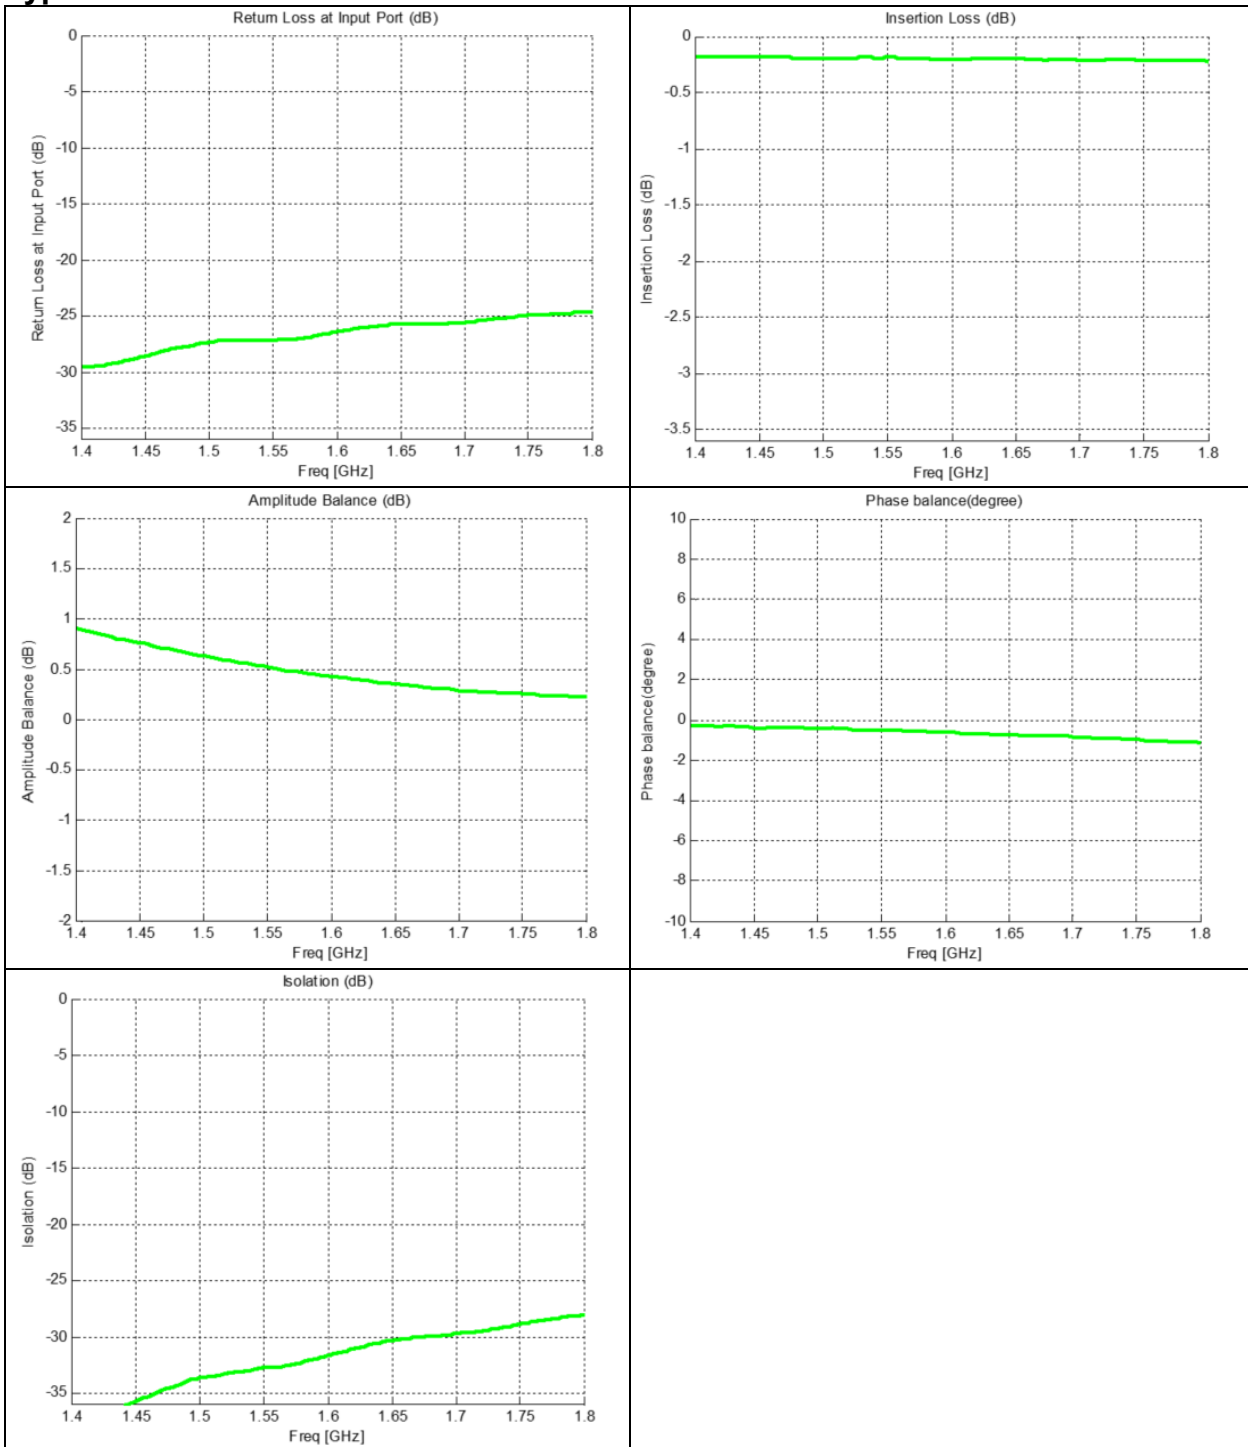 Return Loss at Input Port (dB)
0
-5
-10
-15
-20
-25
-30
-35
Return Loss at Input Port (dB)
1.4 1.45 1.5 1.55 1.6 1.65 1.7 1.75 1.8
Freq [GHz]
Insertion Loss (dB)
0
-0.5
-1
-1.5
-2
-2.5
-3
-3.5
Insertion Loss (dB)
1.4 1.45 1.5 1.55 1.6 1.65 1.7 1.75 1.8
Freq [GHz]
Amplitude Balance (dB)
2
1.5
1
0.5
0
-0.5
-1
-1.5
-2
Amplitude Balance (dB)
1.4 1.45 1.5 1.55 1.6 1.65 1.7 1.75 1.8
Freq [GHz]
Phase balance(degree)
10
8
6
4
2
0
-2
-4
-6
-8
-10
Phase balance(degree)
1.4 1.45 1.5 1.55 1.6 1.65 1.7 1.75 1.8
Freq [GHz]
Isolation (dB)
0
-5
-10
-15
-20
-25
-30
-35
Isolation (dB)
1.4 1.45 1.5 1.55 1.6 1.65 1.7 1.75 1.8
Freq [GHz]